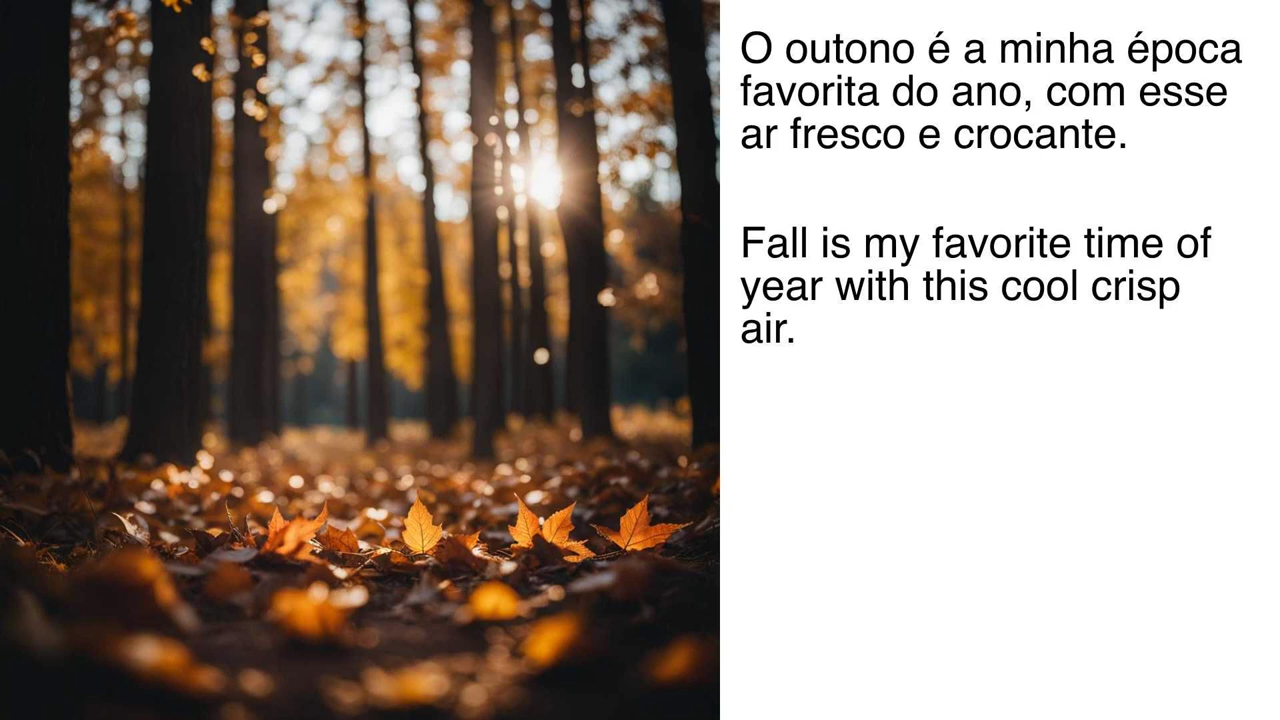 O outono é a minha época
favorita do ano, com esse
ar fresco e crocante.
Fall is my favorite time of
year with this cool crisp
air.